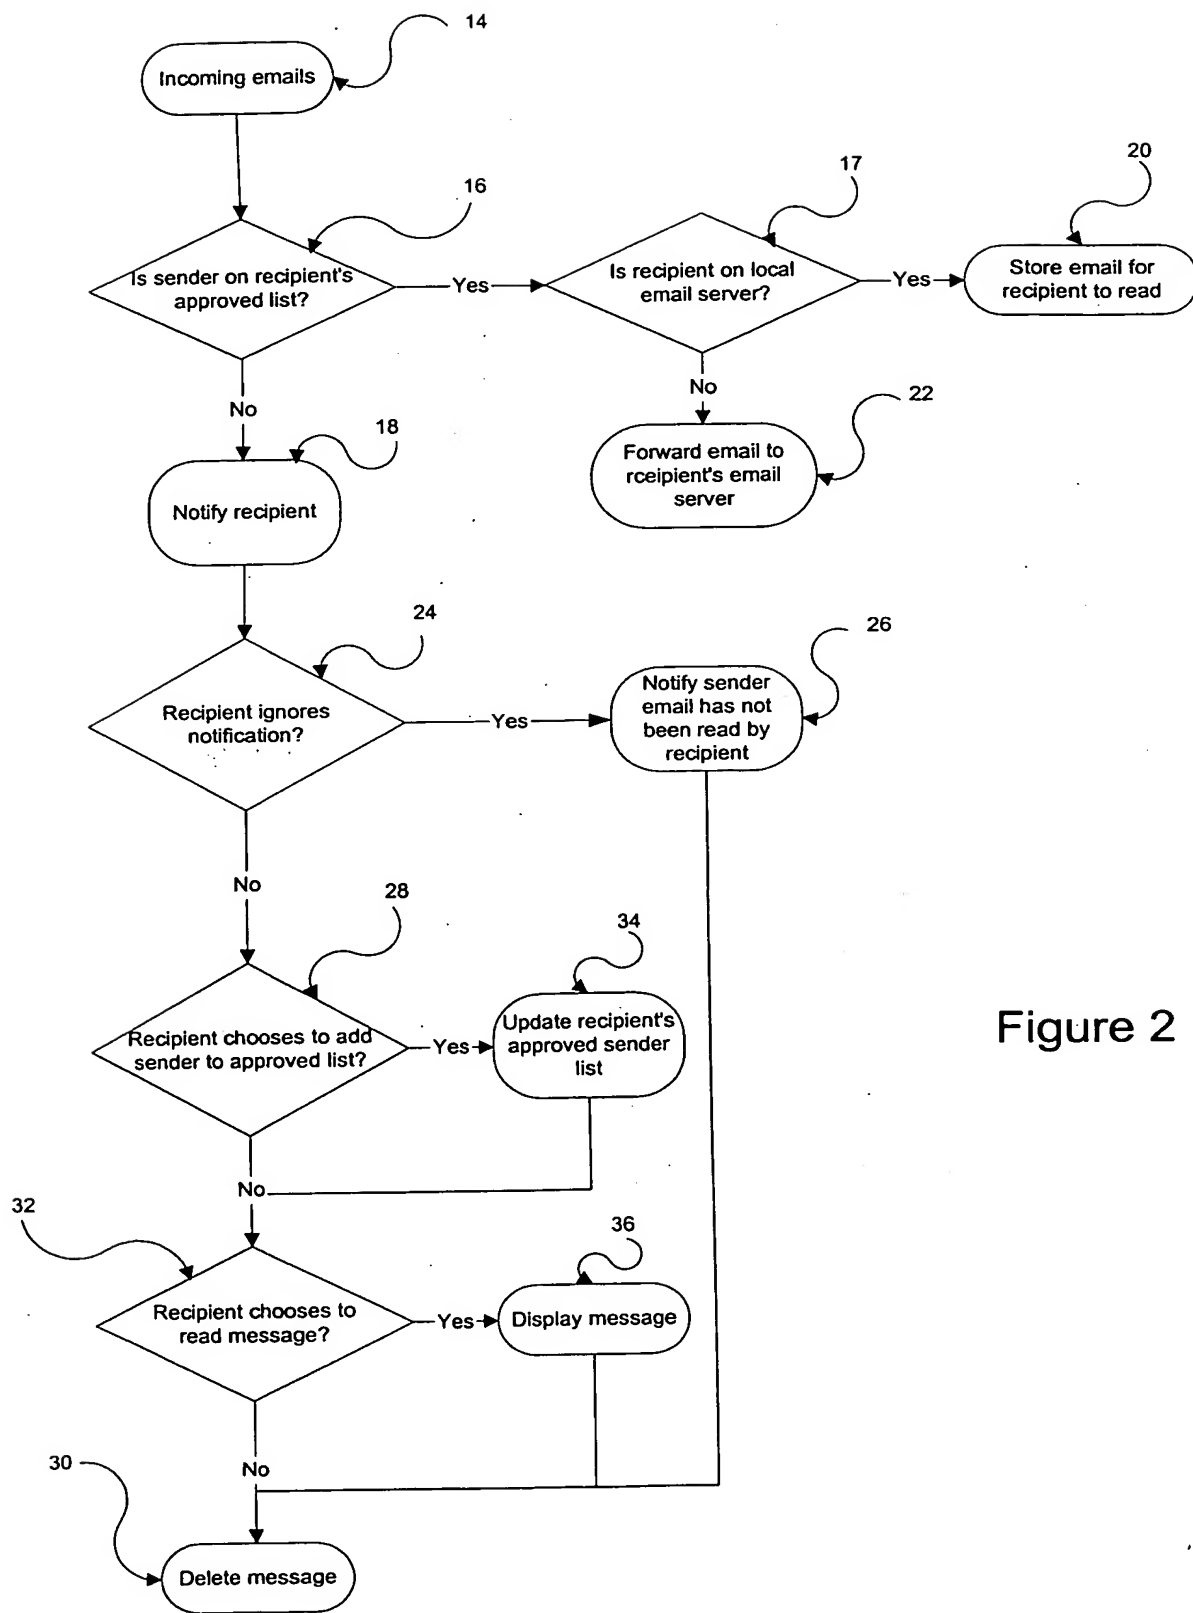 14
Incoming emails
16
17
20
Is sender on recipient's
approved list?
Yes
Is recipient on local
email server?
Yes
Store email for
recipient to read
No
No
18
22
Notify recipient
Forward email to
rceipient's email
server
24
26
Recipient ignores
notification?
Yes
Notify sender
email has not
been read by
recipient
No
28
34
Recipient chooses to add
sender to approved list?
Yes
Update recipient's
approved sender
list
Figure 2
No
32
36
Recipient chooses to
read message?
Yes
Display message
No
30
Delete message